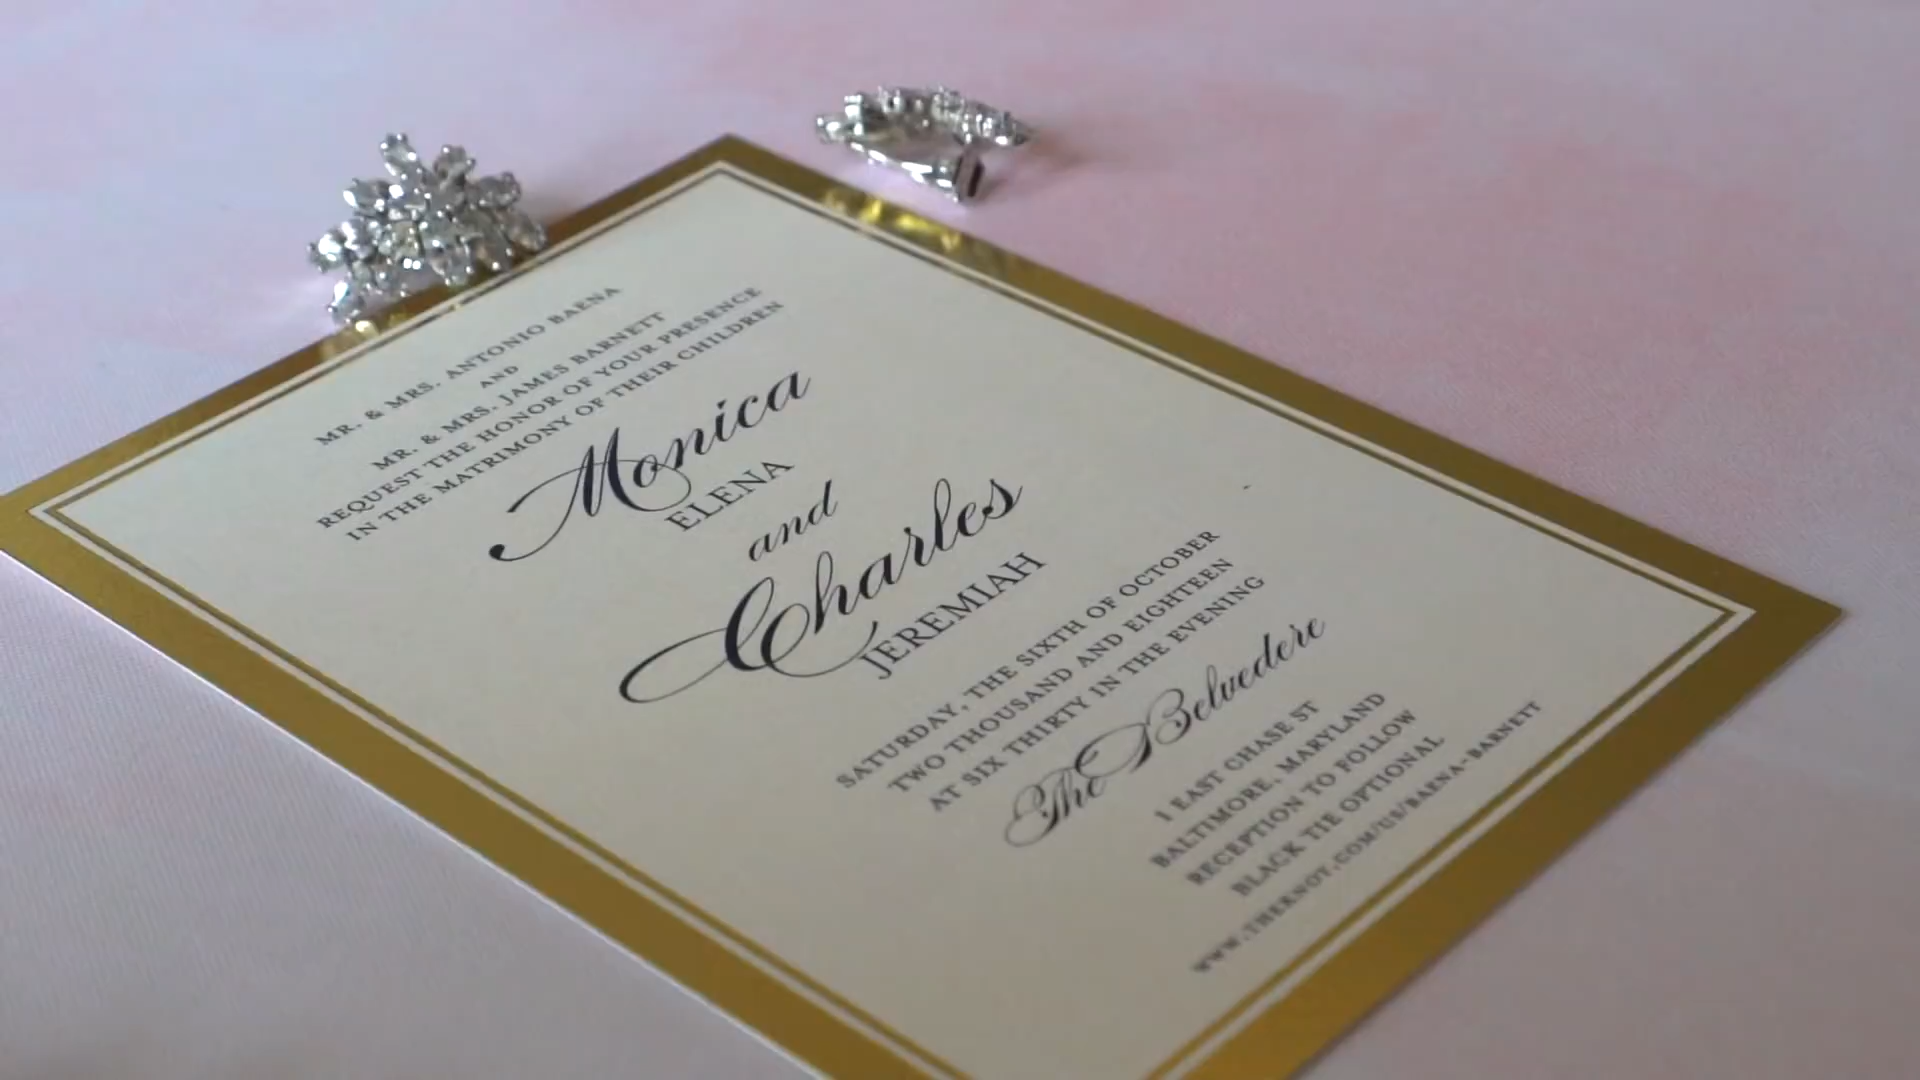 MR. & MRS. ANTONIO BAENA
AND
MR. & MRS. JAMES BARNETT
REQUEST THE HONOR OF YOUR PRESENCE
IN THE MATRIMONY OF THEIR CHILDREN
Monica
ELENA
and
Charles
JEREMIAH
SATURDAY, THE SIXTH OF OCTOBER
TWO THOUSAND AND EIGHTEEN
AT SIX THIRTY IN THE EVENING
The Belvedere
1 EAST CHASE ST
BALTIMORE, MARYLAND
RECEPTION TO FOLLOW
BLACK TIE OPTIONAL
WWW.THEKNOT.COM/US/BAENA-BARNETT